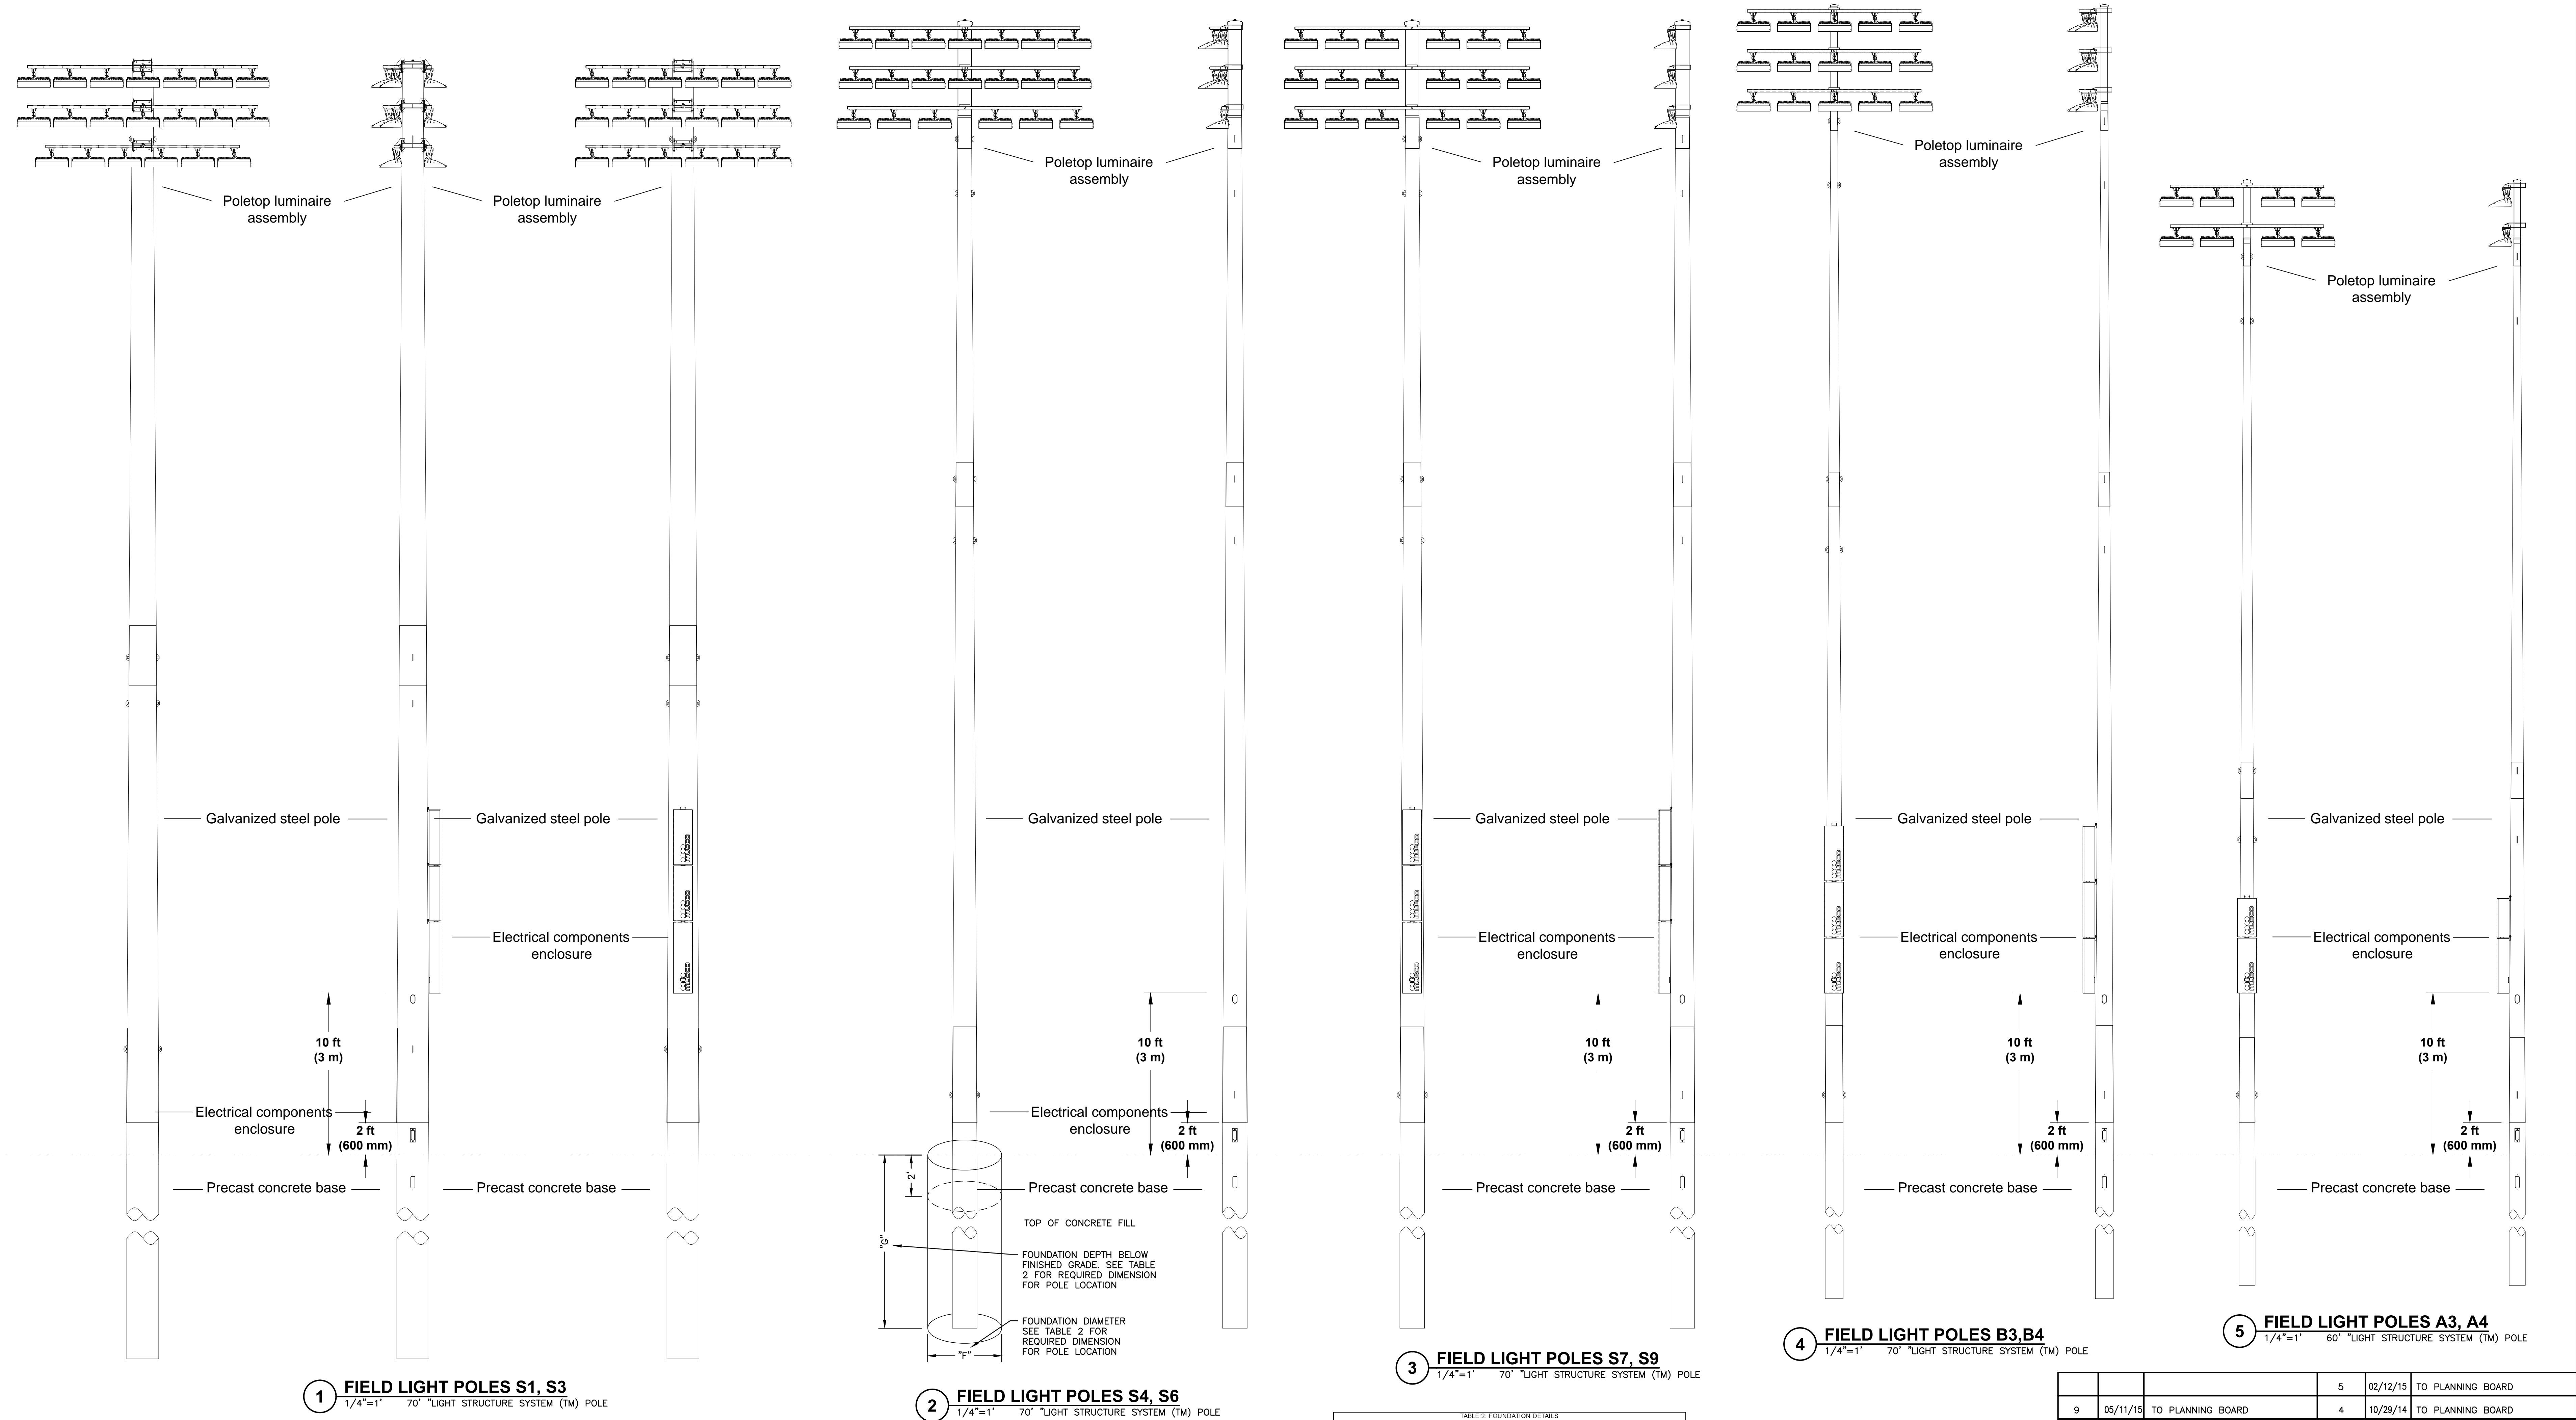 Poletop luminaire
assembly
Poletop luminaire
assembly
Galvanized steel pole
Galvanized steel pole
Electrical components
enclosure
10 ft
(3 m)
Electrical components
enclosure
2 ft
(600 mm)
Precast concrete base
Precast concrete base
1 FIELD LIGHT POLES S1, S3
1/4"=1' 70' "LIGHT STRUCTURE SYSTEM (TM) POLE
Poletop luminaire
assembly
Galvanized steel pole
10 ft
(3 m)
Electrical components
enclosure
2 ft
(600 mm)
2'
Precast concrete base
TOP OF CONCRETE FILL
"G"
FOUNDATION DEPTH BELOW
FINISHED GRADE. SEE TABLE
2 FOR REQUIRED DIMENSION
FOR POLE LOCATION
FOUNDATION DIAMETER
SEE TABLE 2 FOR
REQUIRED DIMENSION
FOR POLE LOCATION
"F"
2 FIELD LIGHT POLES S4, S6
1/4"=1' 70' "LIGHT STRUCTURE SYSTEM (TM) POLE
Poletop luminaire
assembly
Galvanized steel pole
Electrical components
enclosure
10 ft
(3 m)
2 ft
(600 mm)
Precast concrete base
3 FIELD LIGHT POLES S7, S9
1/4"=1' 70' "LIGHT STRUCTURE SYSTEM (TM) POLE
TABLE 2: FOUNDATION DETAILS
Poletop luminaire
assembly
Galvanized steel pole
Electrical components
enclosure
10 ft
(3 m)
2 ft
(600 mm)
Precast concrete base
4 FIELD LIGHT POLES B3,B4
1/4"=1' 70' "LIGHT STRUCTURE SYSTEM (TM) POLE
Poletop luminaire
assembly
Galvanized steel pole
Electrical components
enclosure
10 ft
(3 m)
2 ft
(600 mm)
Precast concrete base
5 FIELD LIGHT POLES A3, A4
1/4"=1' 60' "LIGHT STRUCTURE SYSTEM (TM) POLE
5 02/12/15 TO PLANNING BOARD
9 05/11/15 TO PLANNING BOARD 4 10/29/14 TO PLANNING BOARD